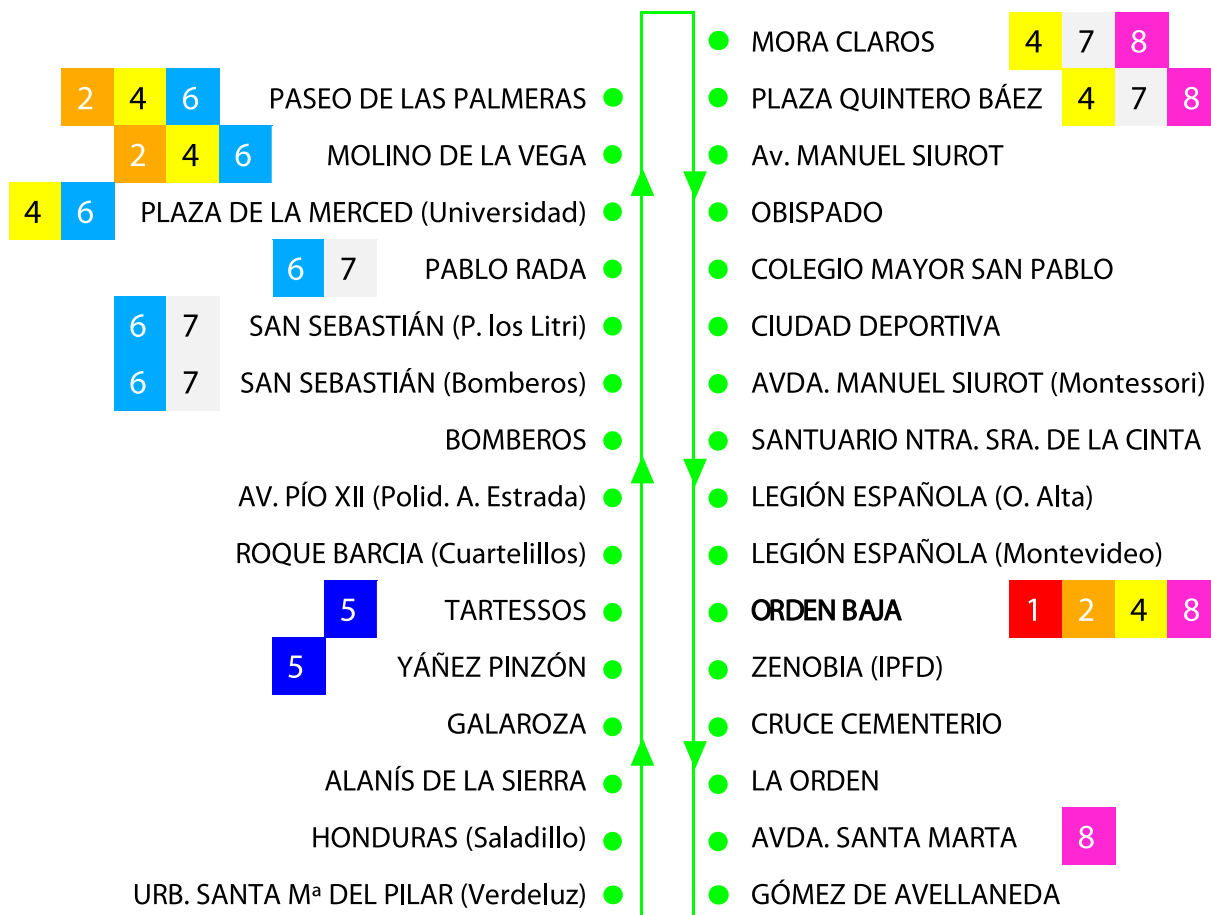 MORA CLAROS 4 7 8
2 4 6 PASEO DE LAS PALMERAS
PLAZA QUINTERO BÁEZ 4 7 8
2 4 6 MOLINO DE LA VEGA
Av. MANUEL SIUROT
4 6 PLAZA DE LA MERCED (Universidad)
OBISPADO
6 7 PABLO RADA
COLEGIO MAYOR SAN PABLO
6 7 SAN SEBASTIÁN (P. los Litri)
CIUDAD DEPORTIVA
6 7 SAN SEBASTIÁN (Bomberos)
AVDA. MANUEL SIUROT (Montessori)
BOMBEROS
SANTUARIO NTRA. SRA. DE LA CINTA
AV. PÍO XII (Polid. A. Estrada)
LEGIÓN ESPAÑOLA (O. Alta)
ROQUE BARCIA (Cuartelillos)
LEGIÓN ESPAÑOLA (Montevideo)
5 TARTESSOS
ORDEN BAJA 1 2 4 8
5 YÁÑEZ PINZÓN
ZENOBIA (IPFD)
GALAROZA
CRUCE CEMENTERIO
ALANÍS DE LA SIERRA
LA ORDEN
HONDURAS (Saladillo)
AVDA. SANTA MARTA 8
URB. SANTA Mª DEL PILAR (Verdeluz)
GÓMEZ DE AVELLANEDA